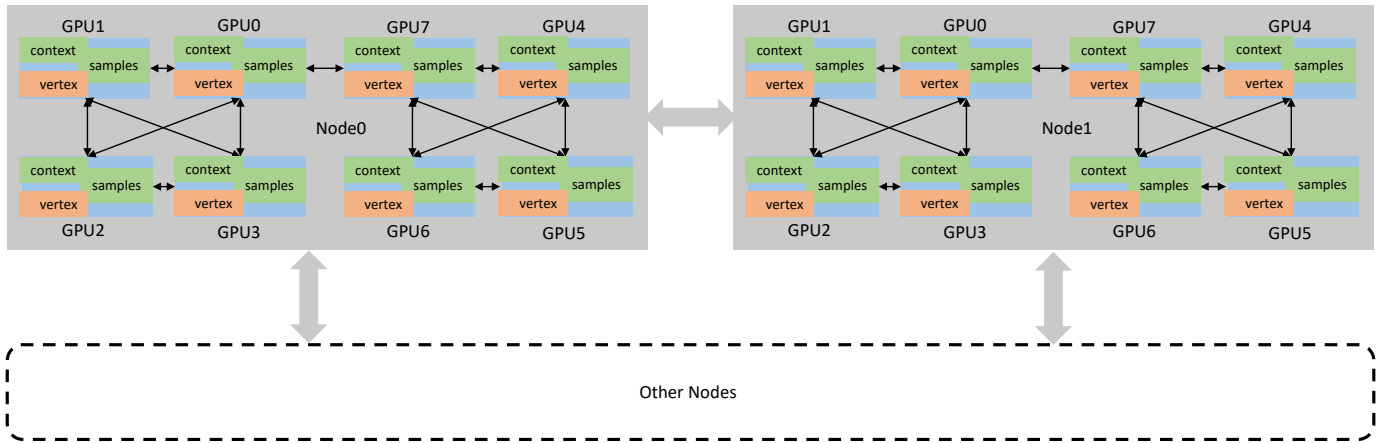 GPU1 GPU0 GPU7 GPU4 GPU1 GPU0 GPU7 GPU4
context context context context context context context context
samples samples samples samples samples samples samples samples
vertex vertex vertex vertex vertex vertex vertex vertex
Node0 Node1
context context context context context context context context
samples samples samples samples samples samples samples samples
vertex vertex vertex vertex vertex vertex vertex vertex
GPU2 GPU3 GPU6 GPU5 GPU2 GPU3 GPU6 GPU5
Other Nodes